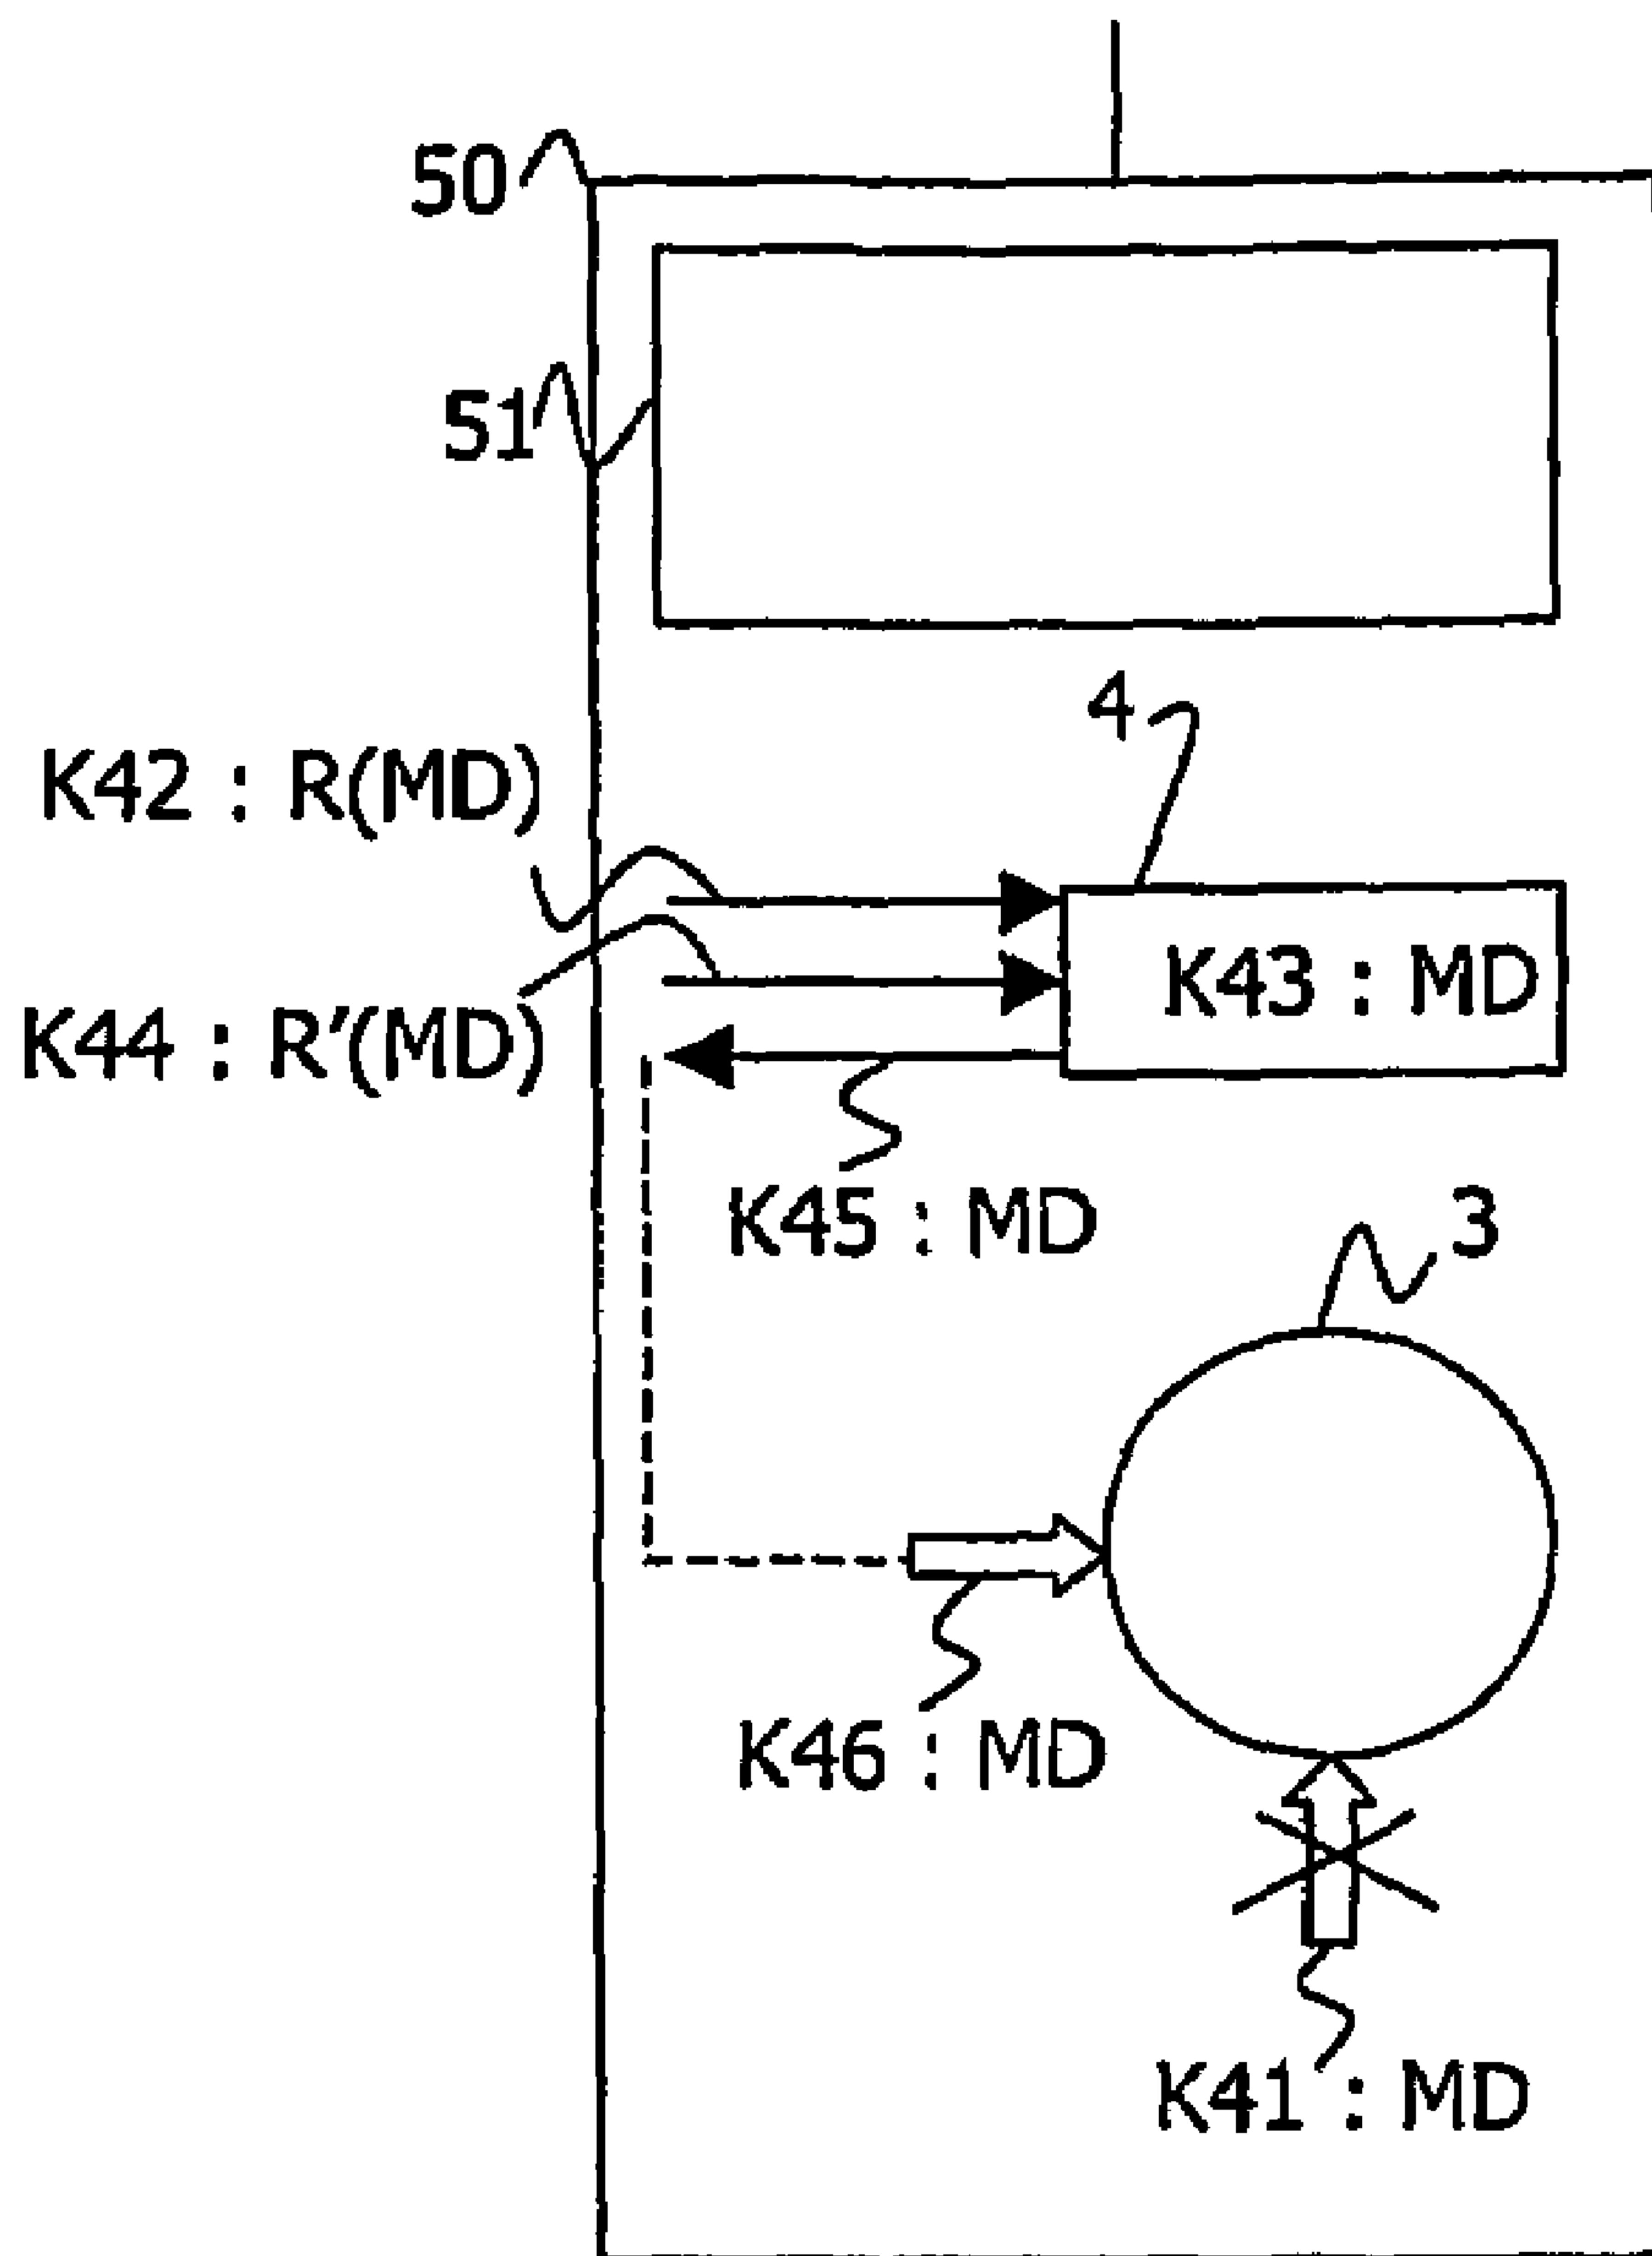 50
51
4
K42 : R(MD)
K43 : MD
K44 : R'(MD)
K45 : MD
3
K46 : MD
K41 : MD